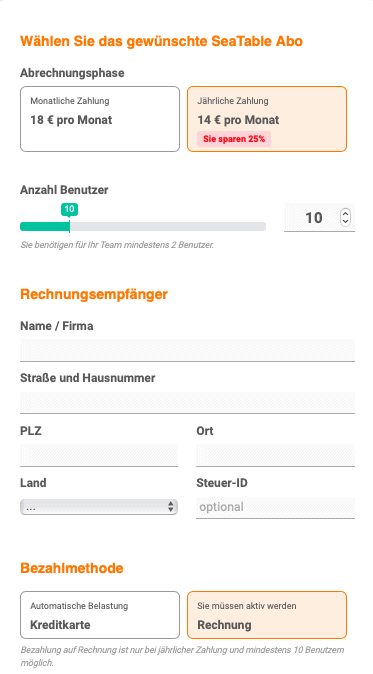 Wählen Sie das gewünschte SeaTable Abo
Abrechnungsphase
Monatliche Zahlung
18 € pro Monat
Jährliche Zahlung
14 € pro Monat
Sie sparen 25%
Anzahl Benutzer
10
10
Sie benötigen für Ihr Team mindestens 2 Benutzer.
Rechnungsempfänger
Name / Firma
Straße und Hausnummer
PLZ
Ort
Land
Steuer-ID
...
optional
Bezahlmethode
Automatische Belastung
Kreditkarte
Sie müssen aktiv werden
Rechnung
Bezahlung auf Rechnung ist nur bei jährlicher Zahlung und mindestens 10 Benutzern
möglich.